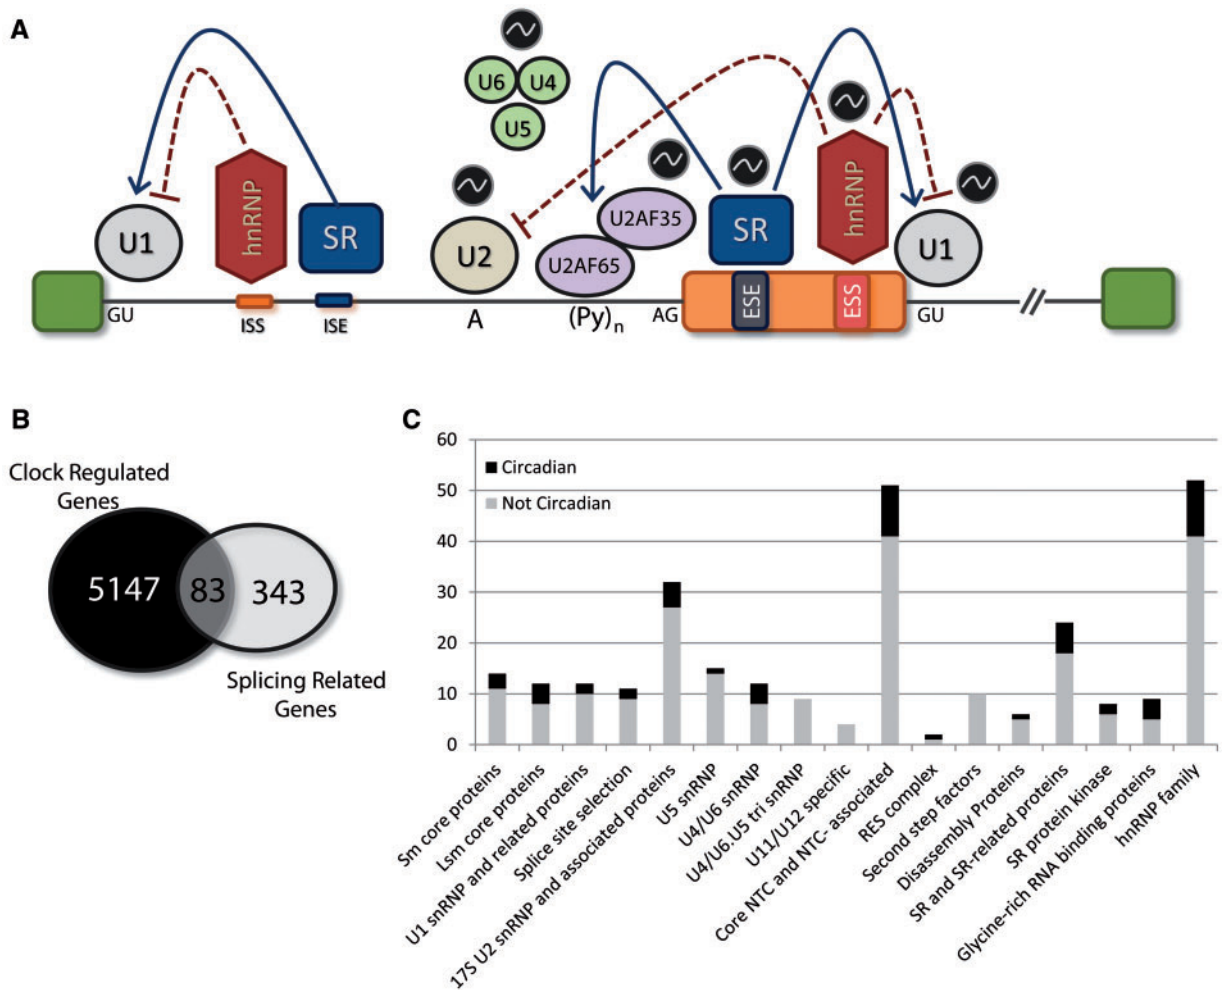 A
U6
U4
U5
hnRNP
hnRNP
U1
SR
U2
U2AF35
U2AF65
SR
U1
GU
ISS
ISE
A
(Py)n
AG
ESE
ESS
GU
B
Clock Regulated
Genes
5147
83
343
Splicing Related
Genes
C
60
50
40
30
20
10
0
Circadian
Not Circadian
Sm core proteins
Lsm core proteins
U1 snRNP and related proteins
Splice site selection
17S U2 snRNP and associated proteins
U5 snRNP
U4/U6 snRNP
U4/U6.U5 tri snRNP
U11/U12 specific
Core NTC and NTC- associated
RES complex
Second step factors
Disassembly Proteins
SR and SR-related proteins
SR protein kinase
Glycine-rich RNA binding proteins
hnRNP family